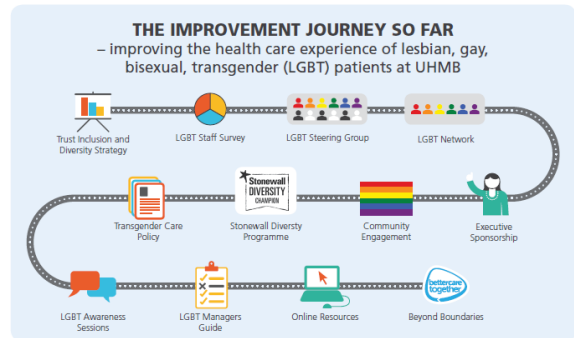 THE IMPROVEMENT JOURNEY SO FAR
– improving the health care experience of lesbian, gay,
bisexual, transgender (LGBT) patients at UHMB
Trust Inclusion and
Diversity Strategy
LGBT Staff Survey
LGBT Steering Group
LGBT Network
Executive
Sponsorship
Community
Engagement
Stonewall
DIVERSITY
CHAMPION
Stonewall Diversty
Programme
Transgender Care
Policy
LGBT Awareness
Sessions
LGBT Managers
Guide
Online Resources
bettercare
together
Beyond Boundaries